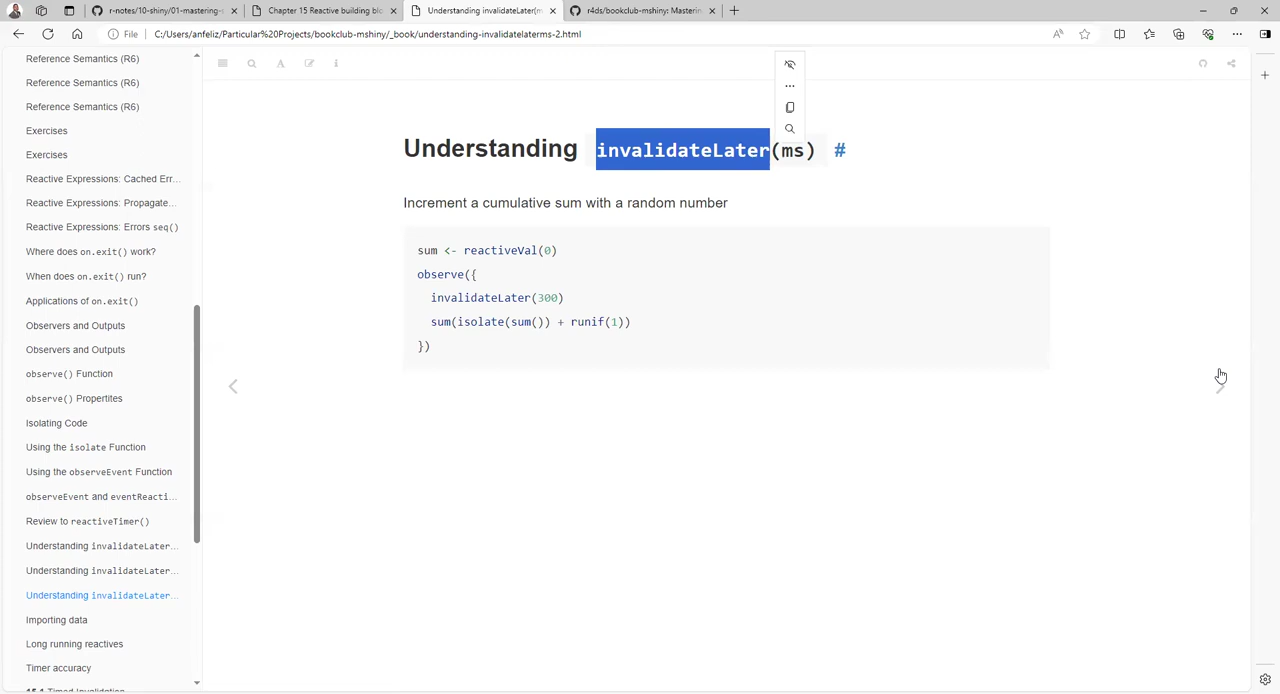 r-notes/10-shiny/01-mastering-s
Chapter 15 Reactive building blo
Understanding invalidateLater(m
r4ds/bookclub-mshiny: Masterin
File
C:/Users/anfeliz/Particular%20Projects/bookclub-mshiny/_book/understanding-invalidatelaterms-2.html
Reference Semantics (R6)
Reference Semantics (R6)
Reference Semantics (R6)
Exercises
Exercises
Reactive Expressions: Cached Err...
Reactive Expressions: Propagate...
Reactive Expressions: Errors seq()
Where does on.exit() work?
When does on.exit() run?
Applications of on.exit()
Observers and Outputs
Observers and Outputs
observe() Function
observe() Propertites
Isolating Code
Using the isolate Function
Using the observeEvent Function
observeEvent and eventReacti...
Review to reactiveTimer()
Understanding invalidateLater...
Understanding invalidateLater...
Understanding invalidateLater...
Importing data
Long running reactives
Timer accuracy
15.1 Timed Invalidation
Understanding invalidateLater(ms) #
Increment a cumulative sum with a random number
sum <- reactiveVal(0)
observe({
  invalidateLater(300)
  sum(isolate(sum()) + runif(1))
})